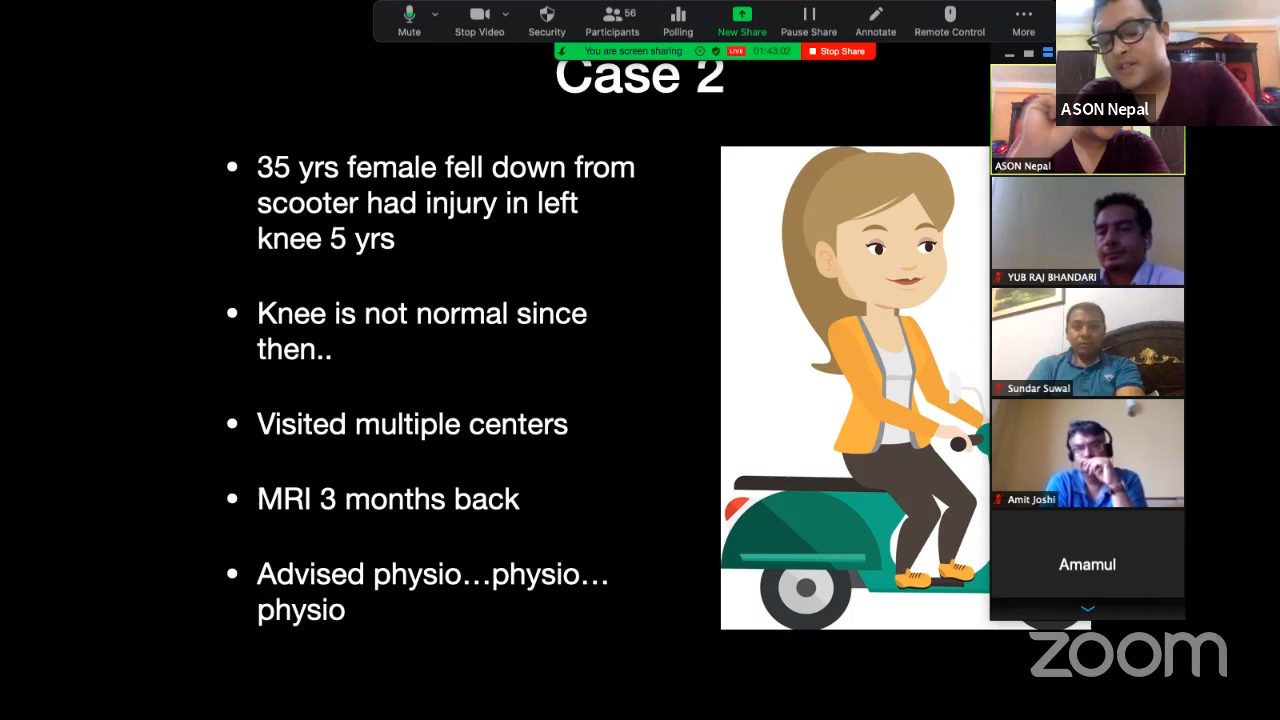 56
Mute
Stop Video
Security
Participants
Polling
New Share
Pause Share
Annotate
Remote Control
More
You are screen sharing
LIVE
01:43:02
Stop Share
Case 2
• 35 yrs female fell down from
scooter had injury in left
knee 5 yrs
• Knee is not normal since
then..
• Visited multiple centers
• MRI 3 months back
• Advised physio...physio...
physio
ASON Nepal
ASON Nepal
YUB RAJ BHANDARI
Sundar Suwal
Amit Joshi
Amamul
zoom